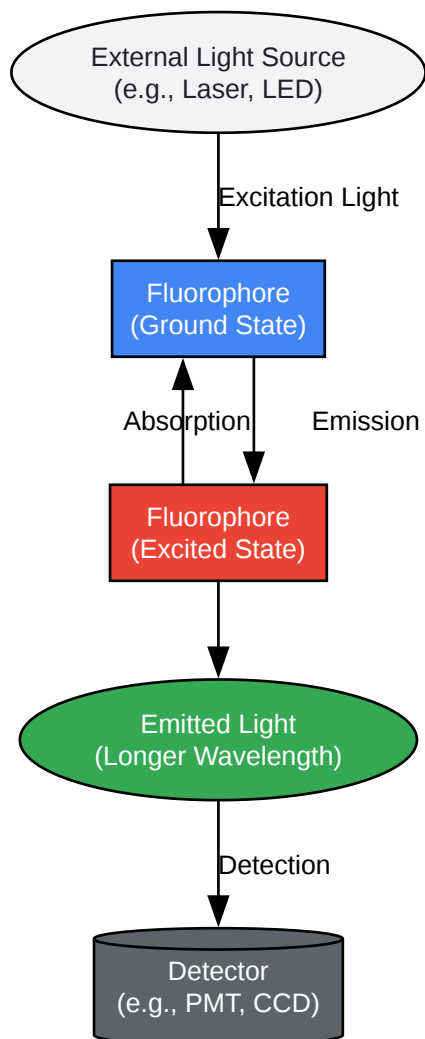 External Light Source
(e.g., Laser, LED)
Excitation Light
Fluorophore
(Ground State)
Absorption
Emission
Fluorophore
(Excited State)
Emitted Light
(Longer Wavelength)
Detection
Detector
(e.g., PMT, CCD)